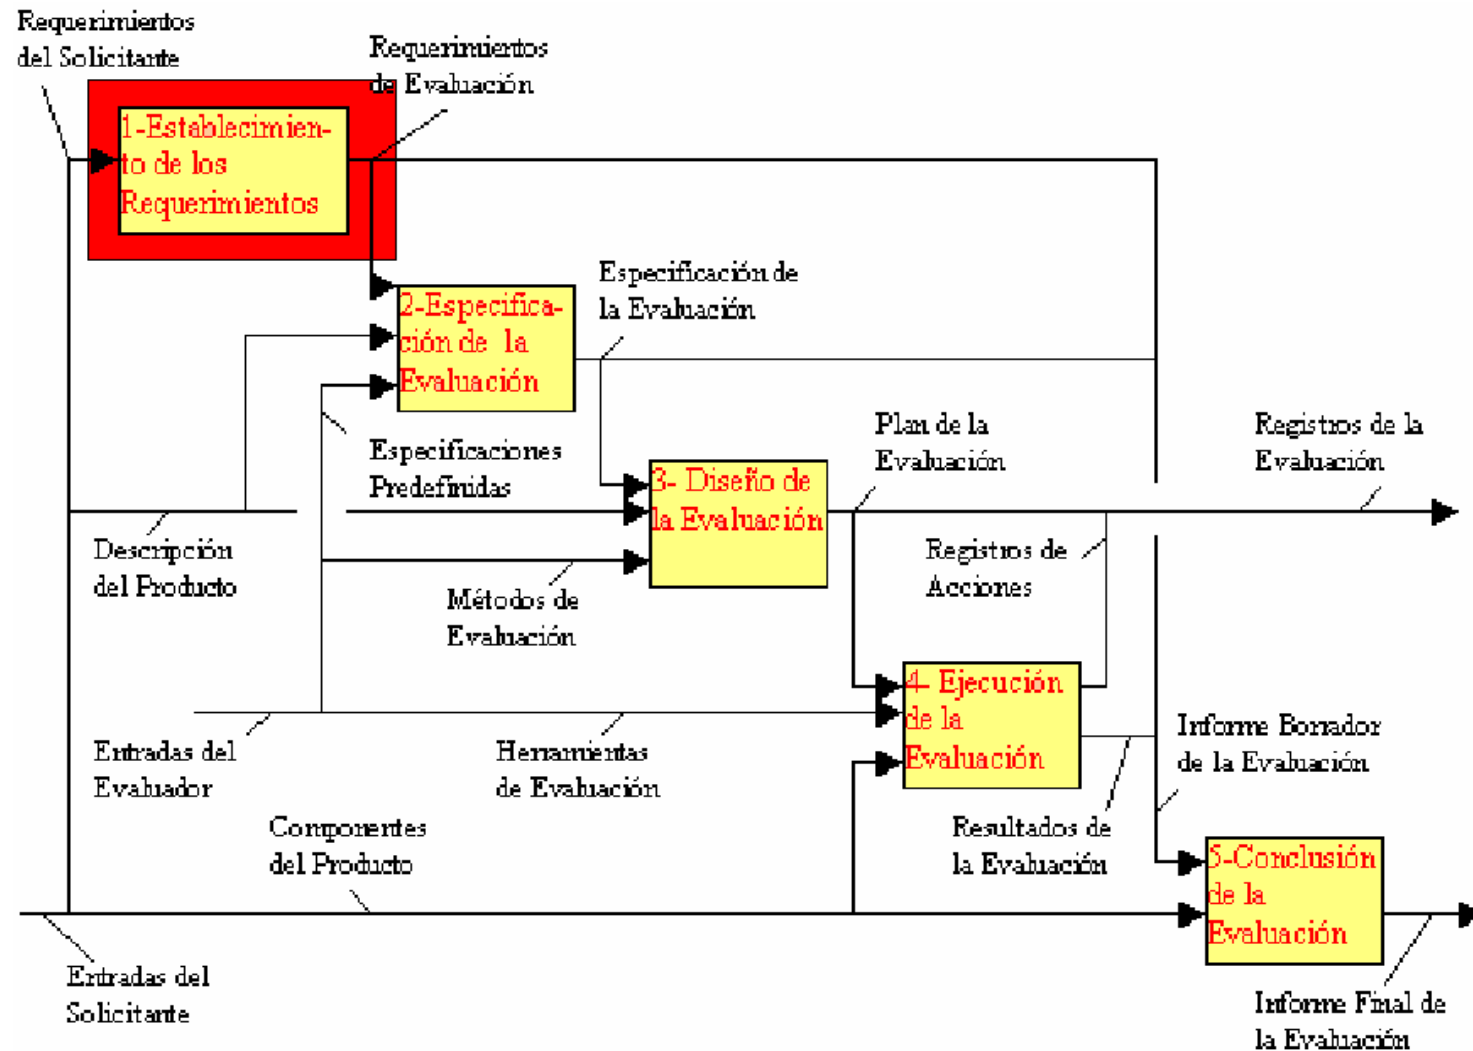 Requerimientos
del Solicitante
Requerimientos
de Evaluación
1-Establecimien-
to de los
Requerimientos
Especificación de
la Evaluación
2-Especifica-
ción de la
Evaluación
Especificaciones
Predefinidas
Plan de la
Evaluación
Registros de la
Evaluación
3- Diseño de
la Evaluación
Descripción
del Producto
Métodos de
Evaluación
Registros de
Acciones
4- Ejecución
de la
Evaluación
Entradas del
Evaluador
Herramientas
de Evaluación
Informe Borrador
de la Evaluación
Componentes
del Producto
Resultados de
la Evaluación
5-Conclusión
de la
Evaluación
Entradas del
Solicitante
Informe Final de
la Evaluación